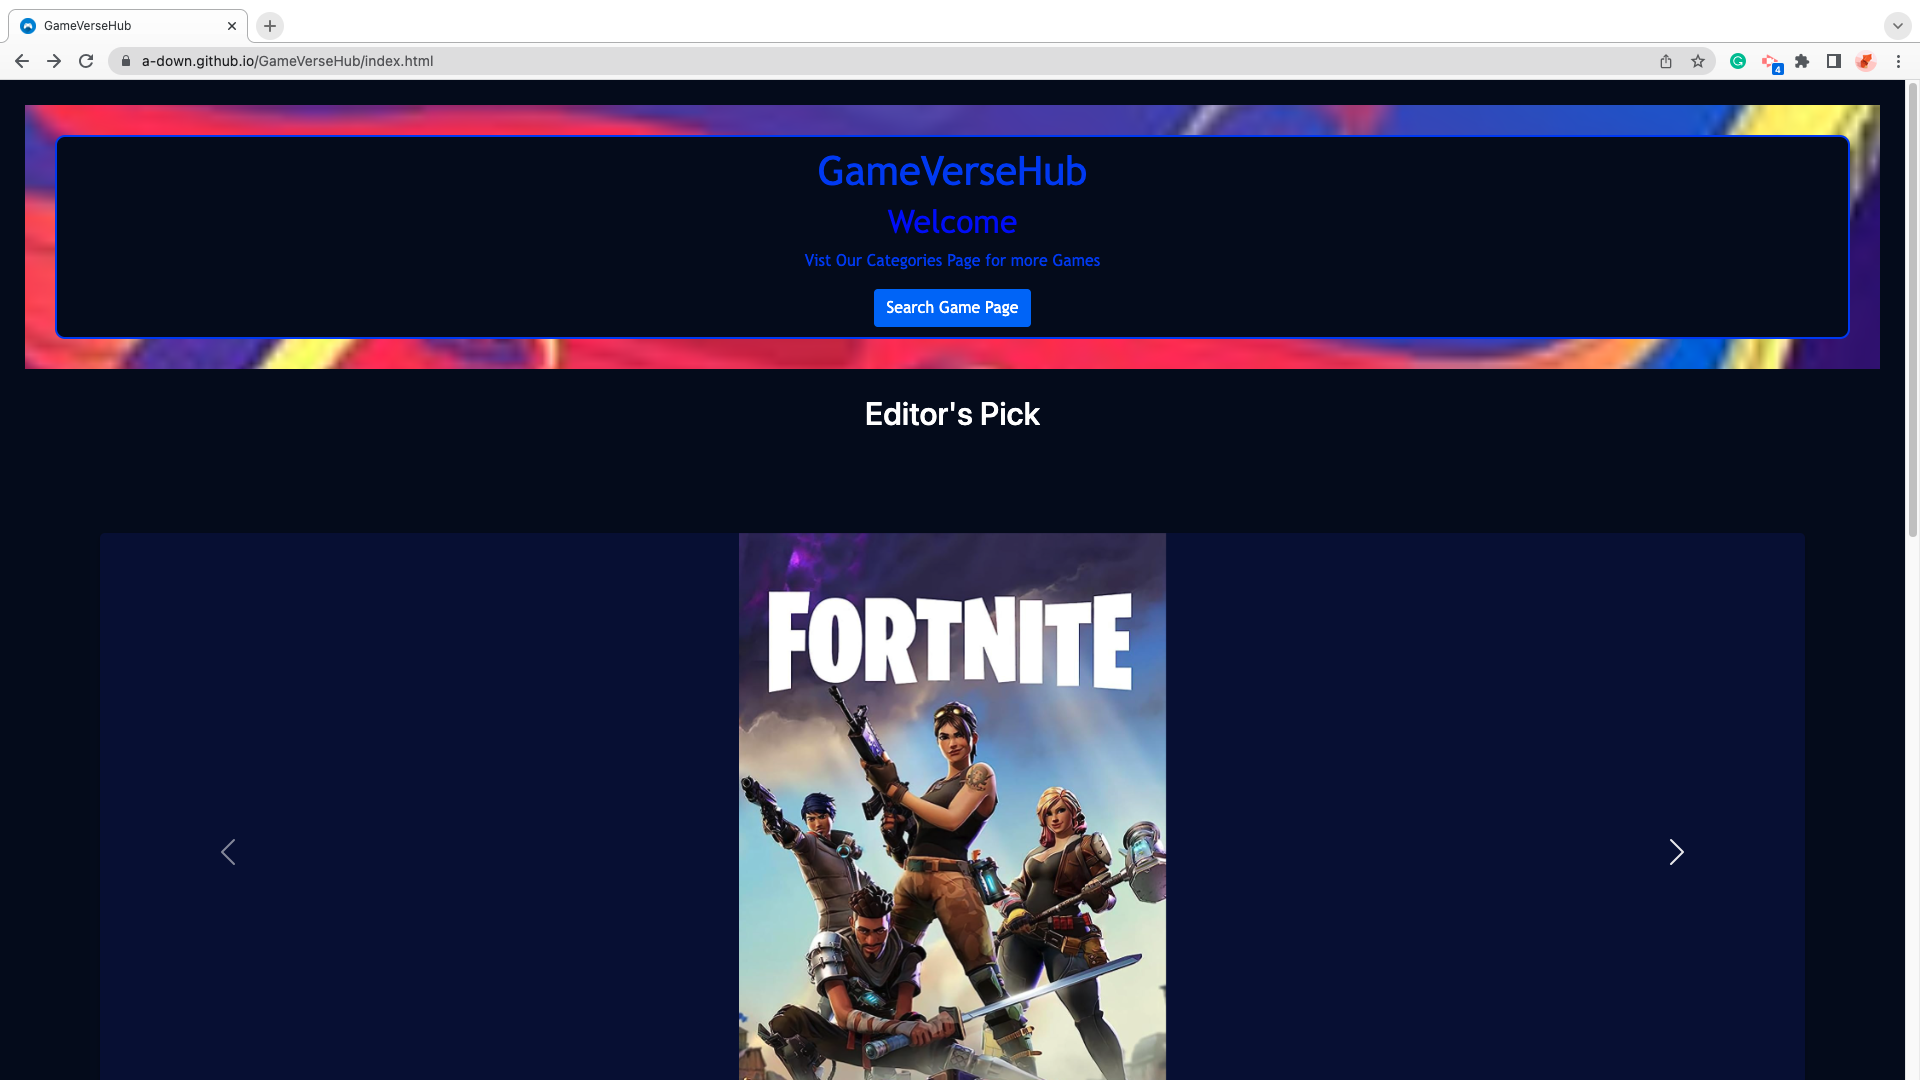 GameVerseHub
a-down.github.io/GameVerseHub/index.html
4
GameVerseHub
Welcome
Vist Our Categories Page for more Games
Search Game Page
Editor's Pick
FORTNITE